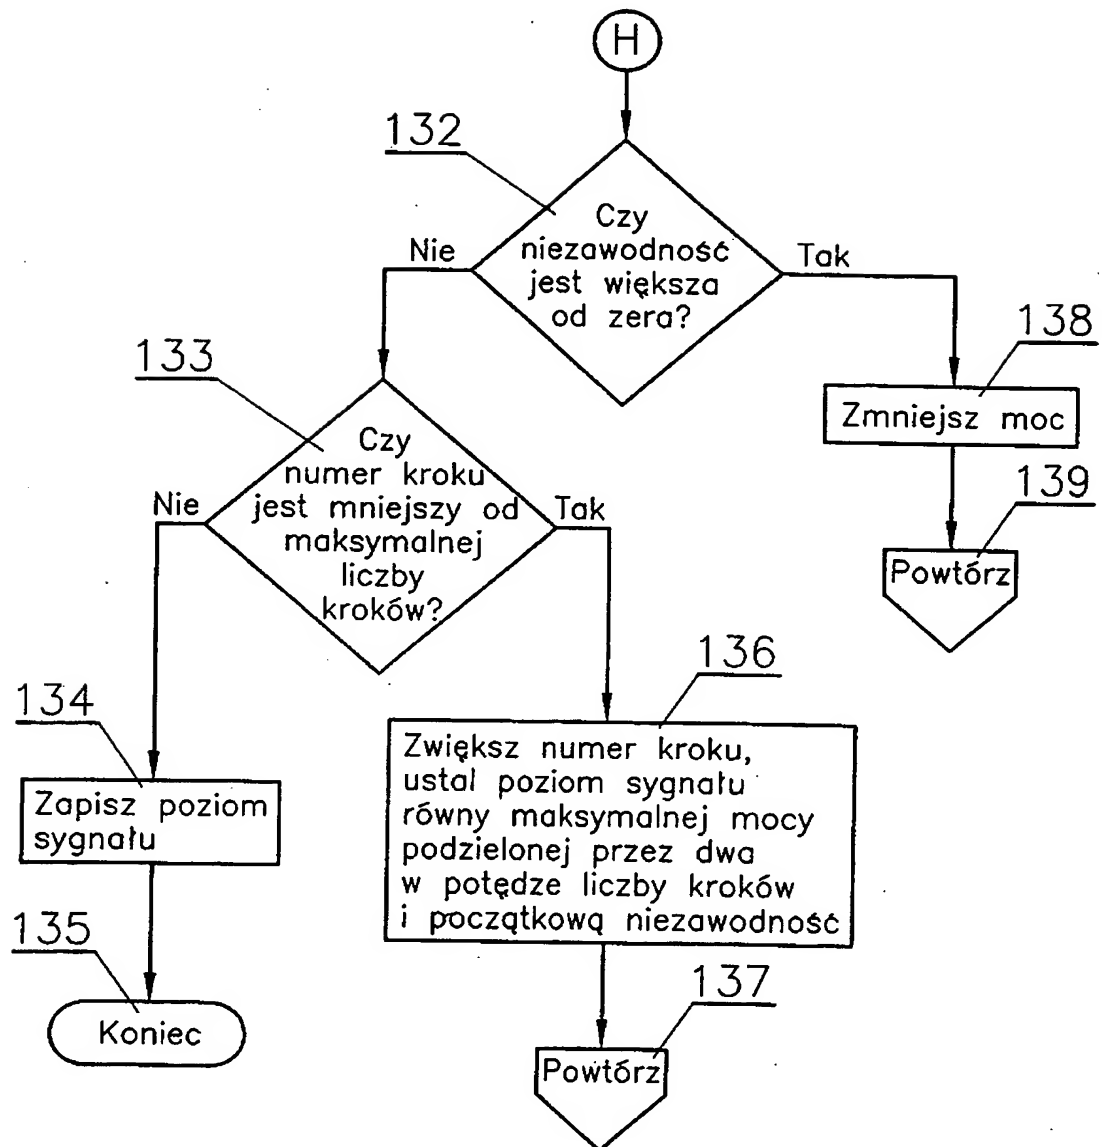 H
132
Czy
niezawodność
jest większa
od zera?
Nie
Tak
138
Zmniejsz moc
139
Powtórz
133
Czy
numer kroku
jest mniejszy od
maksymalnej
liczby
kroków?
Nie
Tak
134
Zapisz poziom
sygnału
135
Koniec
136
Zwiększ numer kroku,
ustal poziom sygnału
równy maksymalnej mocy
podzielonej przez dwa
w potędze liczby kroków
i początkową niezawodność
137
Powtórz